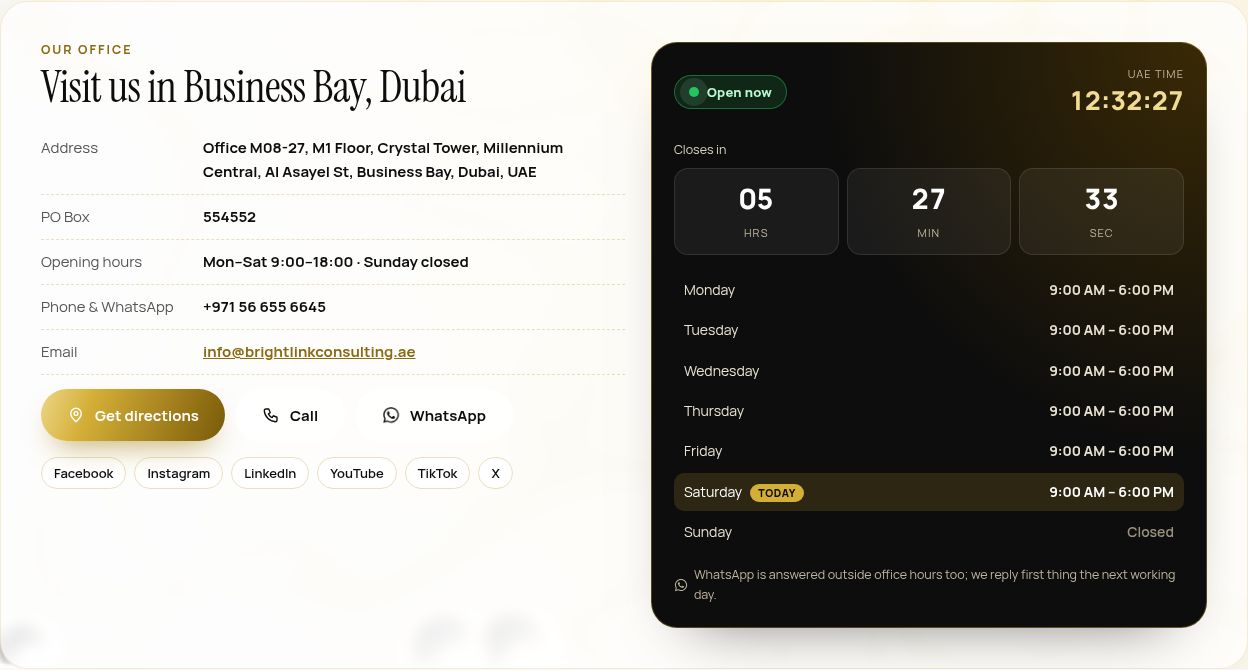 OUR OFFICE
Visit us in Business Bay, Dubai
Address
Office M08-27, M1 Floor, Crystal Tower, Millennium
Central, Al Asayel St, Business Bay, Dubai, UAE
PO Box
554552
Opening hours
Mon–Sat 9:00–18:00 · Sunday closed
Phone & WhatsApp
+971 56 655 6645
Email
info@brightlinkconsulting.ae
Get directions
Call
WhatsApp
Facebook
Instagram
LinkedIn
YouTube
TikTok
X
Open now
UAE TIME
12:32:27
Closes in
05
HRS
27
MIN
33
SEC
Monday
9:00 AM – 6:00 PM
Tuesday
9:00 AM – 6:00 PM
Wednesday
9:00 AM – 6:00 PM
Thursday
9:00 AM – 6:00 PM
Friday
9:00 AM – 6:00 PM
Saturday TODAY
9:00 AM – 6:00 PM
Sunday
Closed
WhatsApp is answered outside office hours too; we reply first thing the next working
day.